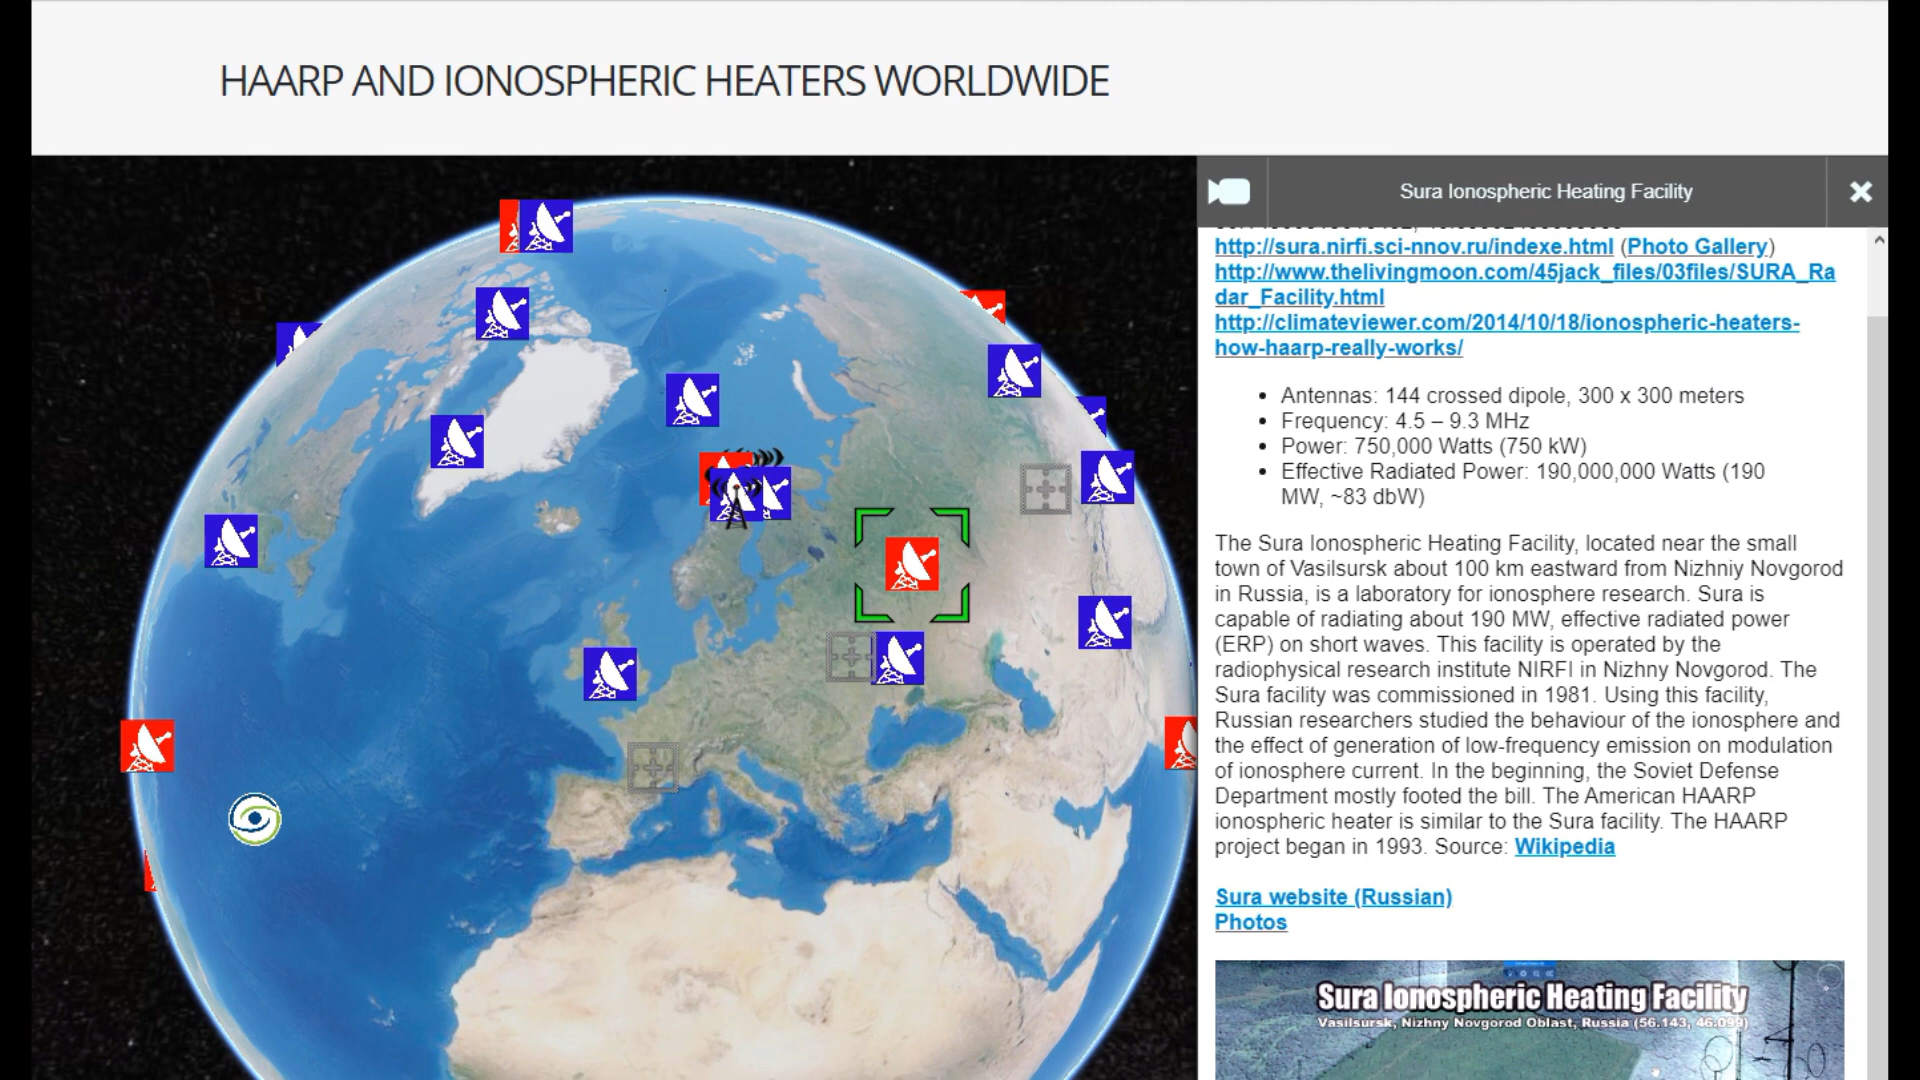 HAARP AND IONOSPHERIC HEATERS WORLDWIDE
Sura Ionospheric Heating Facility
http://sura.nirfi.sci-nnov.ru/indexe.html (Photo Gallery)
http://www.thelivingmoon.com/45jack_files/03files/SURA_Ra
dar_Facility.html
http://climateviewer.com/2014/10/18/ionospheric-heaters-
how-haarp-really-works/
• Antennas: 144 crossed dipole, 300 x 300 meters
• Frequency: 4.5 – 9.3 MHz
• Power: 750,000 Watts (750 kW)
• Effective Radiated Power: 190,000,000 Watts (190
MW, ~83 dbW)
The Sura Ionospheric Heating Facility, located near the small
town of Vasilsursk about 100 km eastward from Nizhniy Novgorod
in Russia, is a laboratory for ionosphere research. Sura is
capable of radiating about 190 MW, effective radiated power
(ERP) on short waves. This facility is operated by the
radiophysical research institute NIRFI in Nizhny Novgorod. The
Sura facility was commissioned in 1981. Using this facility,
Russian researchers studied the behaviour of the ionosphere and
the effect of generation of low-frequency emission on modulation
of ionosphere current. In the beginning, the Soviet Defense
Department mostly footed the bill. The American HAARP
ionospheric heater is similar to the Sura facility. The HAARP
project began in 1993. Source: Wikipedia
Sura website (Russian)
Photos
Sura Ionospheric Heating Facility
Vasilsursk, Nizhny Novgorod Oblast, Russia (56.143, 46.099)